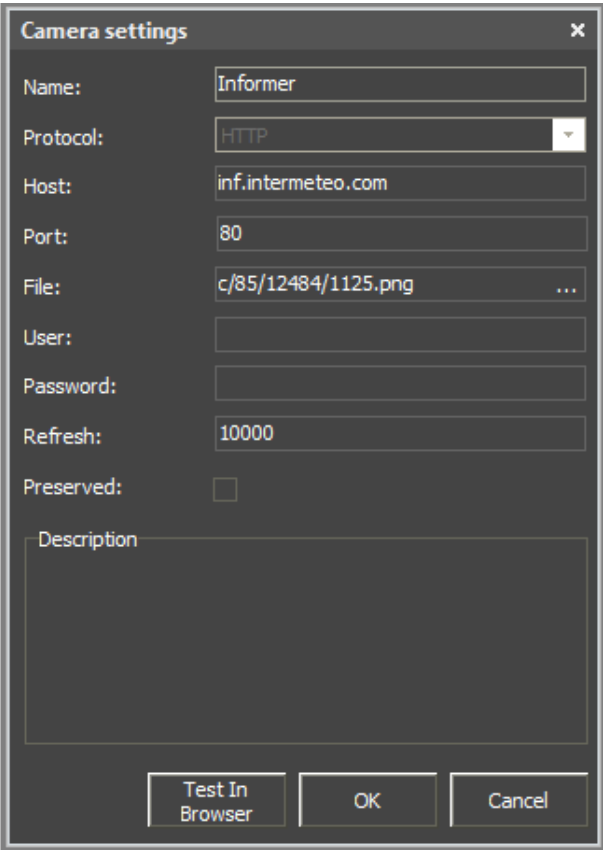 Camera settings
Name: Informer
Protocol: HTTP
Host: inf.intermeteo.com
Port: 80
File: c/85/12484/1125.png ...
User:
Password:
Refresh: 10000
Preserved:
Description
Test In
Browser
OK
Cancel